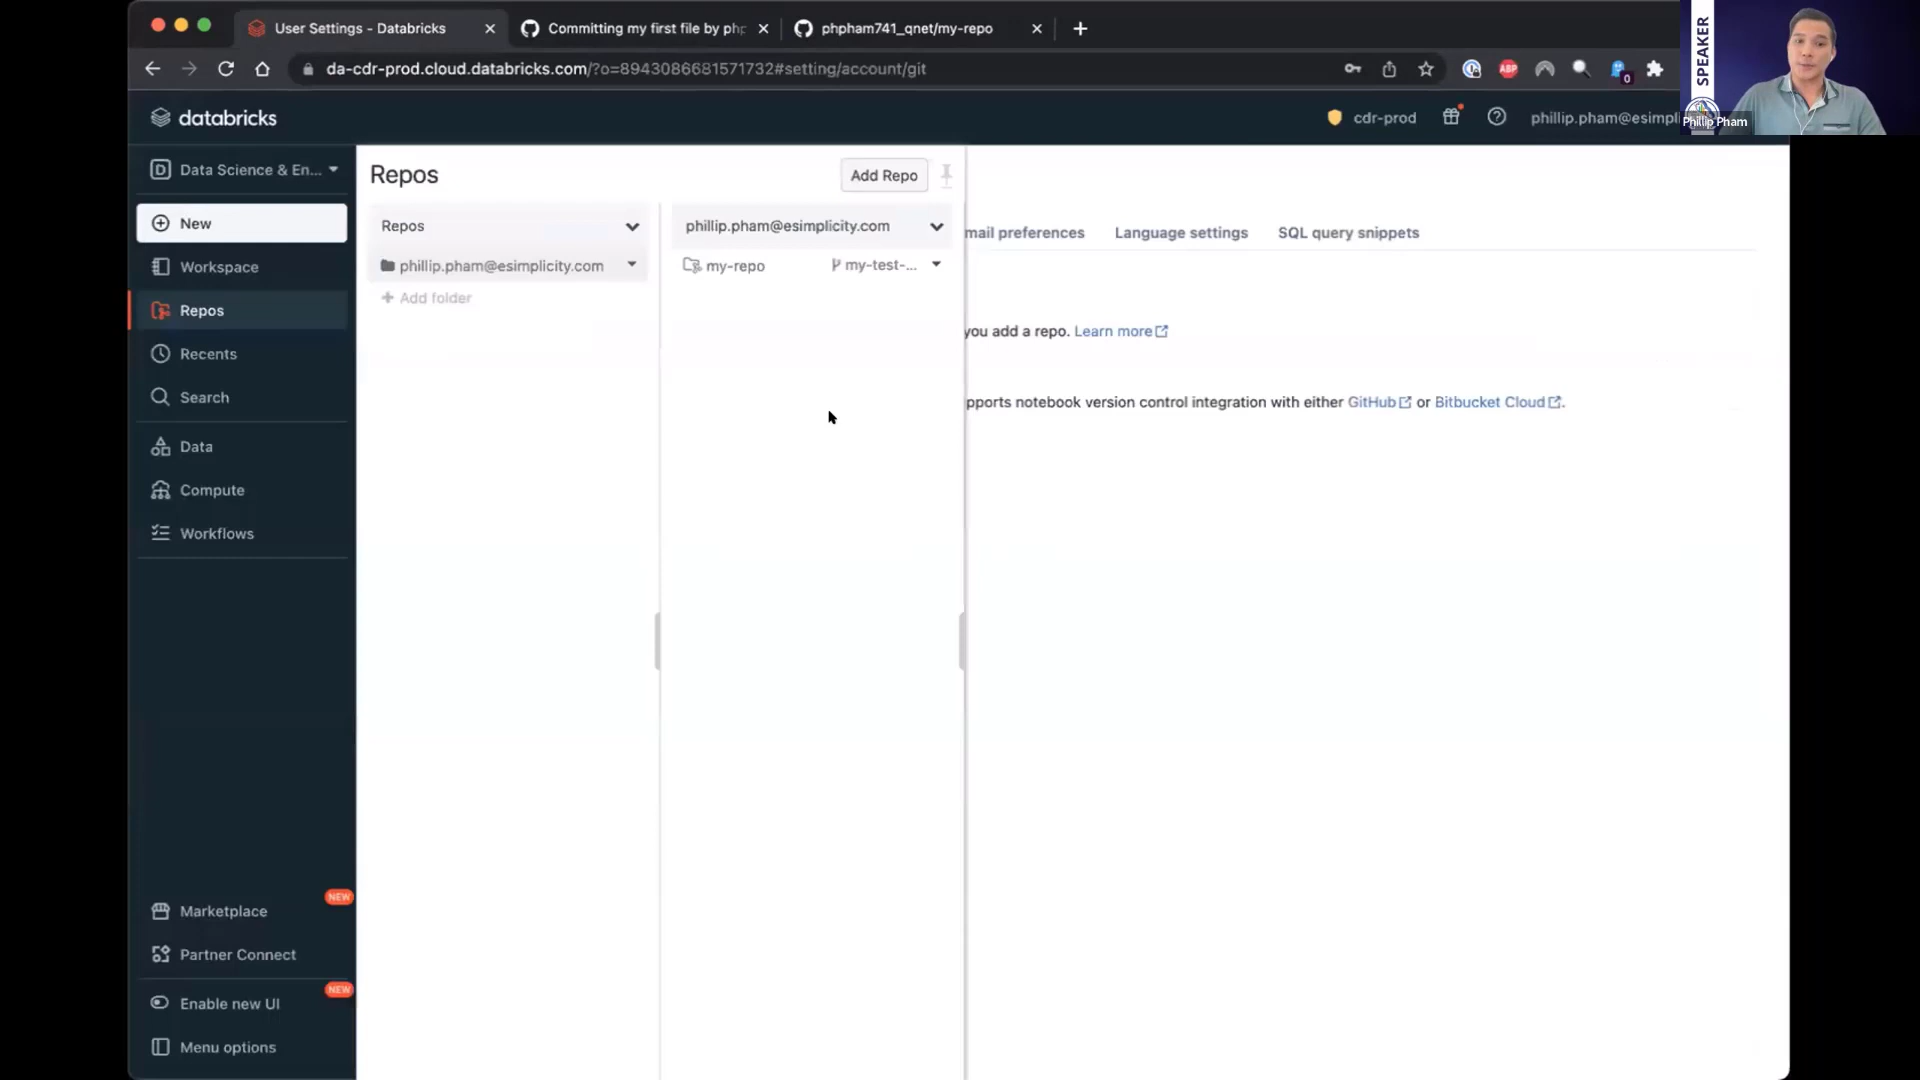 User Settings - Databricks
Committing my first file by php
phpham741_qnet/my-repo
da-cdr-prod.cloud.databricks.com/?o=8943086681571732#setting/account/git
ABP
0
SPEAKER
Phillip Pham
databricks
cdr-prod
phillip.pham@esimpli
D Data Science & En...
New
Workspace
Repos
Recents
Search
Data
Compute
Workflows
NEW
Marketplace
Partner Connect
NEW
Enable new UI
Menu options
Repos
Add Repo
Repos
phillip.pham@esimplicity.com
phillip.pham@esimplicity.com
my-repo
my-test-...
+ Add folder
mail preferences
Language settings
SQL query snippets
you add a repo. Learn more
pports notebook version control integration with either GitHub or Bitbucket Cloud.